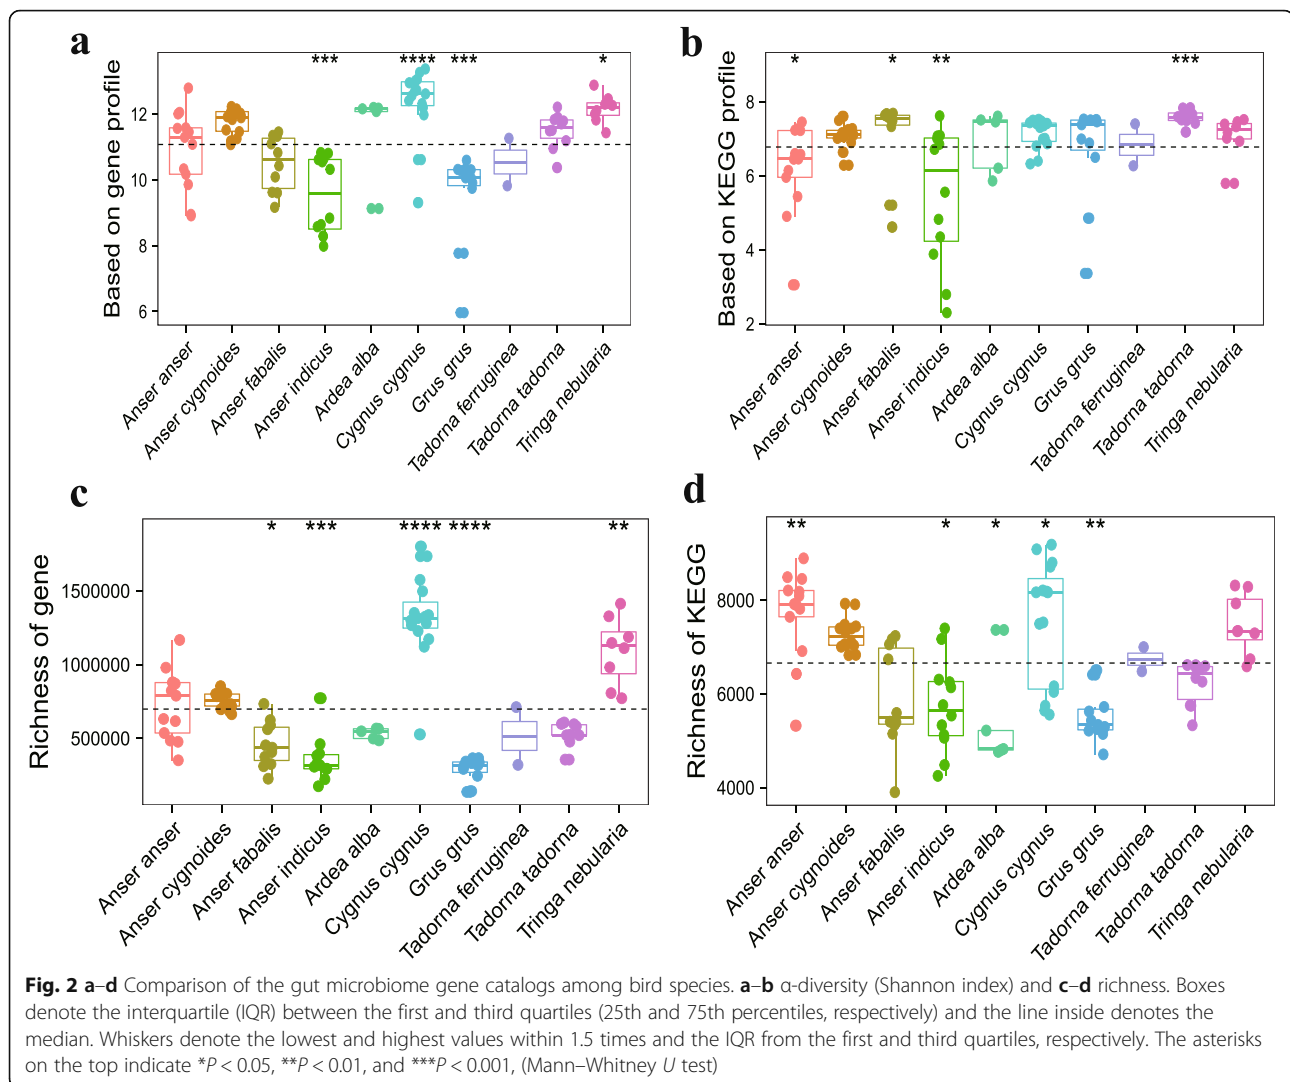 a
Based on gene profile
12
10
8
6
*** **** *** *
Anser anser
Anser cygnoides
Anser fabalis
Anser indicus
Ardea alba
Cygnus cygnus
Grus grus
Tadorna ferruginea
Tadorna tadorna
Tringa nebularia
b
Based on KEGG profile
8
6
4
2
* * ** ***
Anser anser
Anser cygnoides
Anser fabalis
Anser indicus
Ardea alba
Cygnus cygnus
Grus grus
Tadorna ferruginea
Tadorna tadorna
Tringa nebularia
c
Richness of gene
1500000
1000000
500000
* *** **** **** **
Anser anser
Anser cygnoides
Anser fabalis
Anser indicus
Ardea alba
Cygnus cygnus
Grus grus
Tadorna ferruginea
Tadorna tadorna
Tringa nebularia
d
Richness of KEGG
8000
6000
4000
** * * * **
Anser anser
Anser cygnoides
Anser fabalis
Anser indicus
Ardea alba
Cygnus cygnus
Grus grus
Tadorna ferruginea
Tadorna tadorna
Tringa nebularia
Fig. 2 a–d Comparison of the gut microbiome gene catalogs among bird species. a–b α-diversity (Shannon index) and c–d richness. Boxes
denote the interquartile (IQR) between the first and third quartiles (25th and 75th percentiles, respectively) and the line inside denotes the
median. Whiskers denote the lowest and highest values within 1.5 times and the IQR from the first and third quartiles, respectively. The asterisks
on the top indicate *P < 0.05, **P < 0.01, and ***P < 0.001, (Mann–Whitney U test)